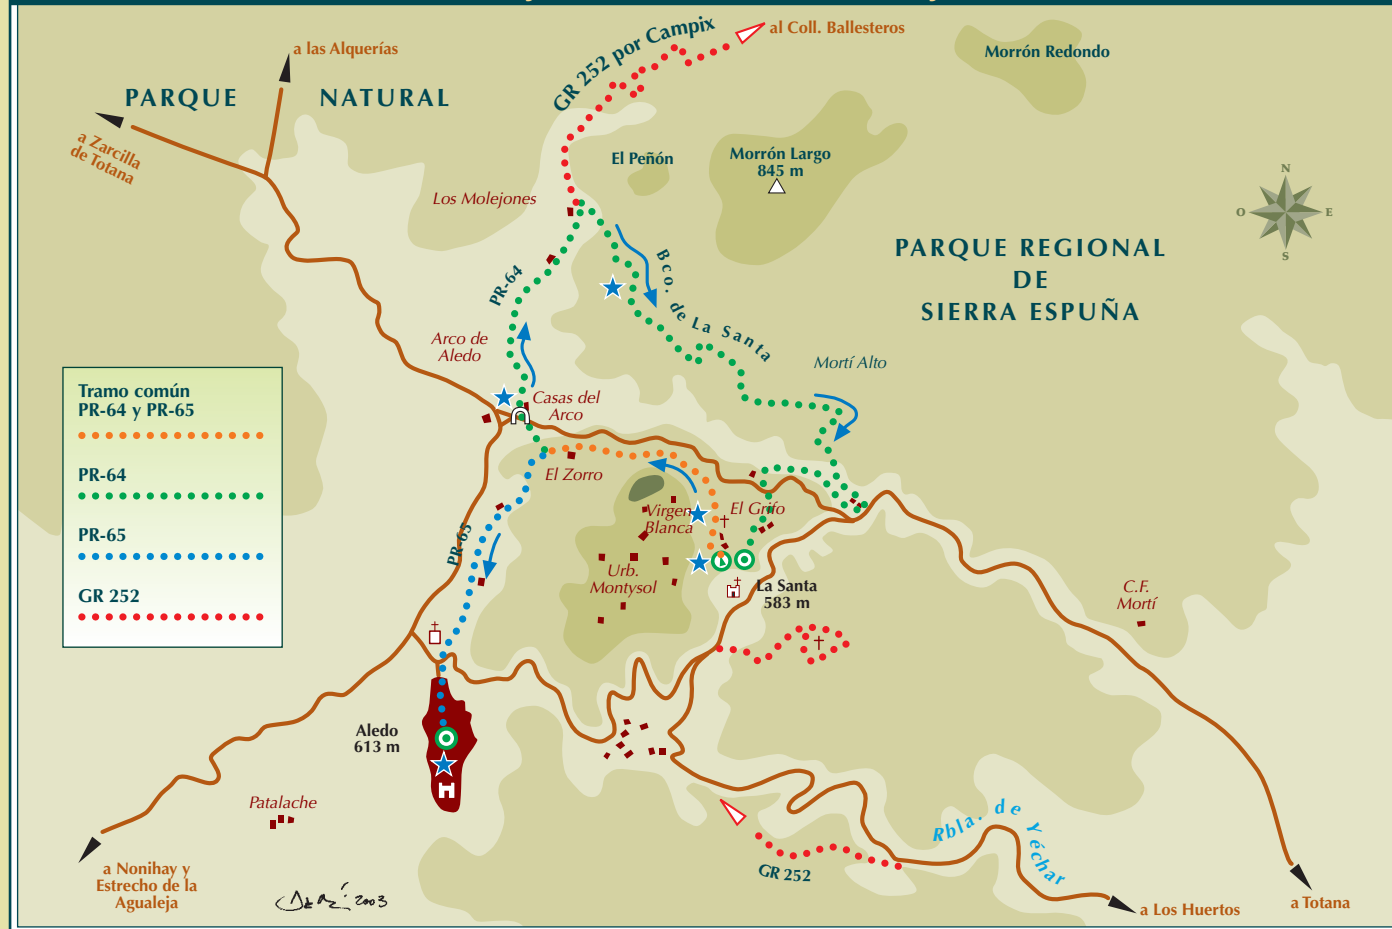 al Coll. Ballesteros
GR 252 por Campix
a las Alquerías
Morrón Redondo
PARQUE NATURAL
a Zarcilla
de Totana
El Peñón
Morrón Largo
845 m
Los Molejones
N
O
E
S
PARQUE REGIONAL
DE
SIERRA ESPUÑA
PR-64
Bco. de La Santa
Arco de
Aledo
Mortí Alto
Casas del
Arco
Tramo común
PR-64 y PR-65
PR-64
PR-65
GR 252
El Zorro
Virgen
Blanca
El Grifo
PR-65
Urb.
Montysol
La Santa
583 m
C.F.
Mortí
Aledo
613 m
Patalache
Rbla. de Yéchar
GR 252
a Nonihay y
Estrecho de la
Agualeja
2003
a Los Huertos
a Totana